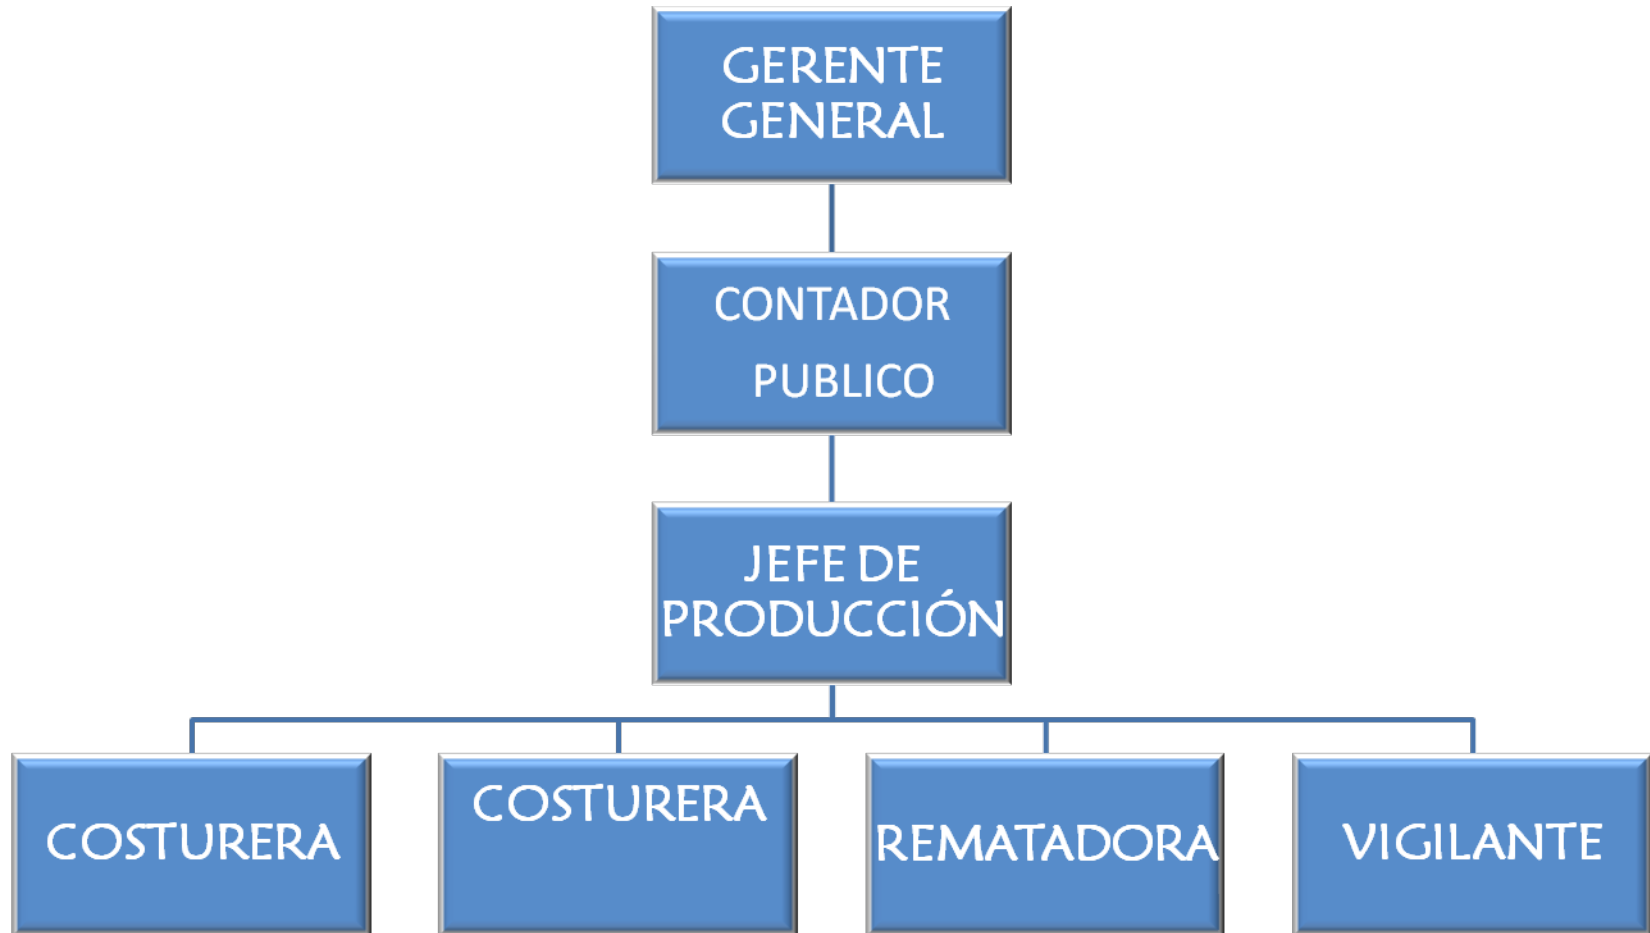 GERENTE
GENERAL
CONTADOR
PUBLICO
JEFE DE
PRODUCCIÓN
COSTURERA
COSTURERA
REMATADORA
VIGILANTE